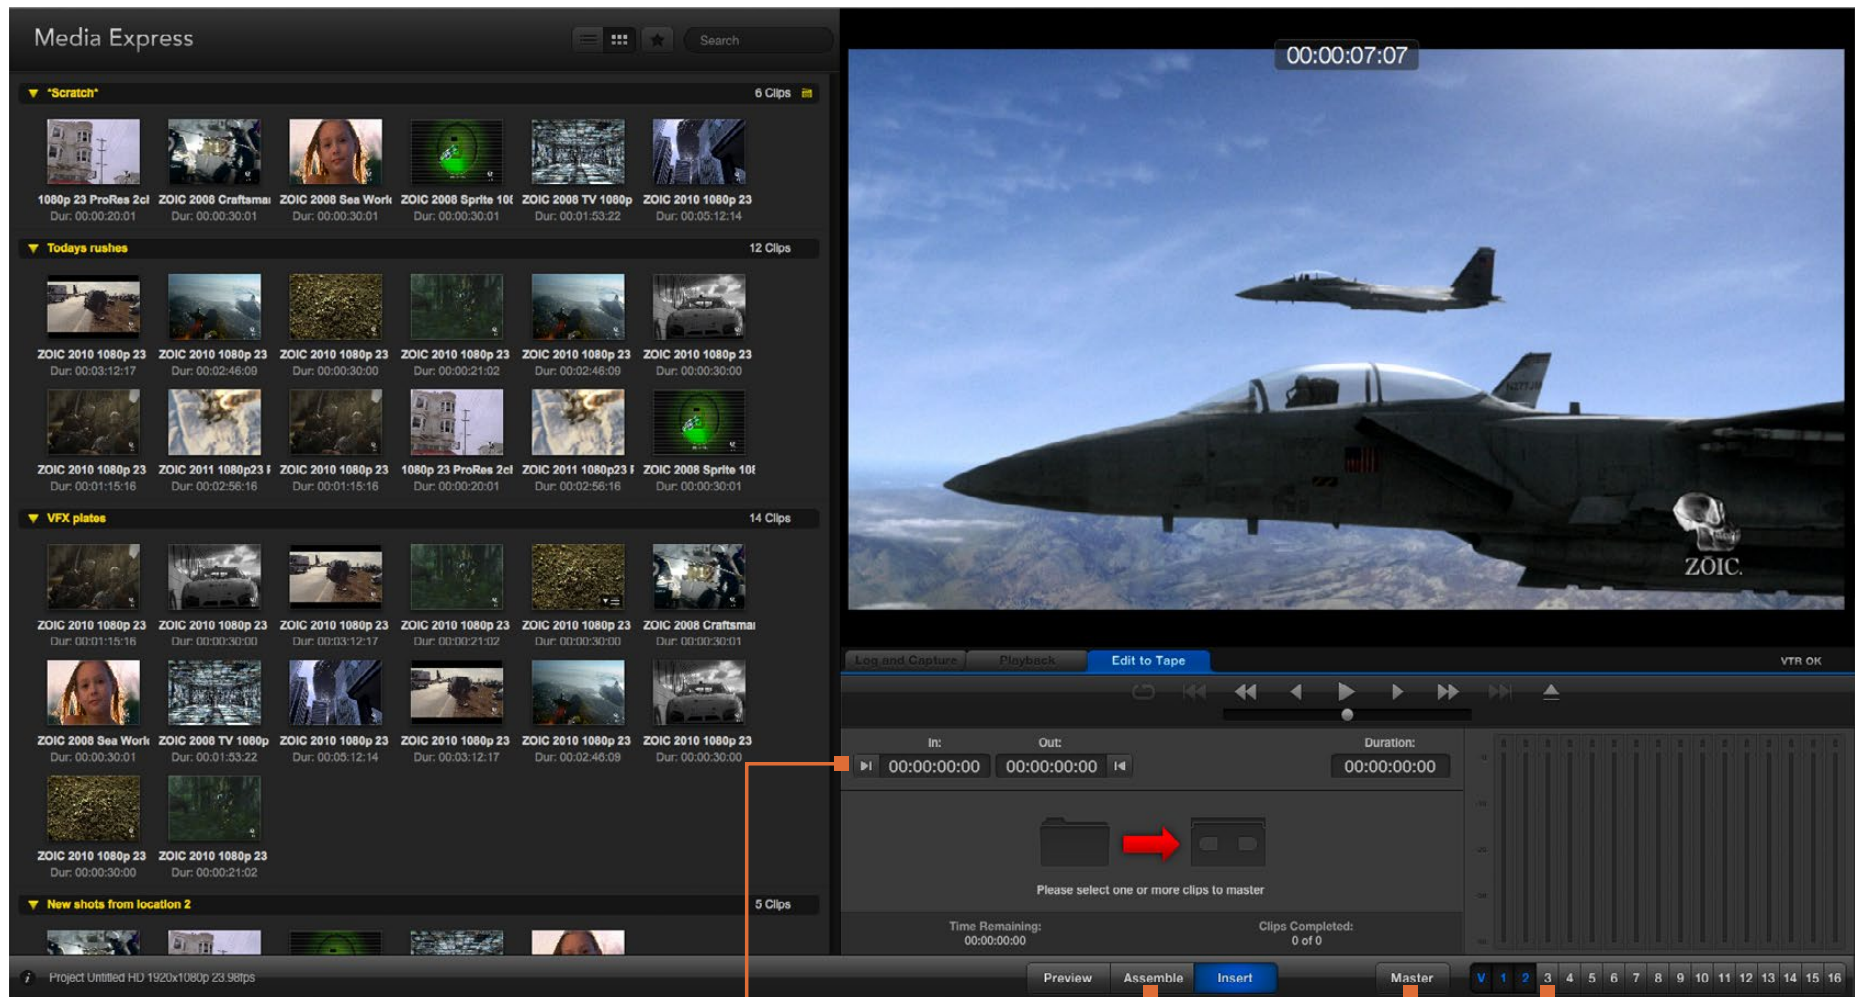 Media Express
Search
*Scratch* 6 Clips
1080p 23 ProRes 2cl ZOIC 2008 Craftsma ZOIC 2008 Sea Work ZOIC 2008 Sprite 108 ZOIC 2008 TV 1080p ZOIC 2010 1080p 23
Dur: 00:00:20:01 Dur: 00:00:30:01 Dur: 00:00:30:01 Dur: 00:00:30:01 Dur: 00:01:53:22 Dur: 00:05:12:14
Todays rushes 12 Clips
ZOIC 2010 1080p 23 ZOIC 2010 1080p 23 ZOIC 2010 1080p 23 ZOIC 2010 1080p 23 ZOIC 2010 1080p 23 ZOIC 2010 1080p 23
Dur: 00:03:12:17 Dur: 00:02:46:09 Dur: 00:00:30:00 Dur: 00:00:21:02 Dur: 00:02:46:09 Dur: 00:00:30:00
ZOIC 2010 1080p 23 ZOIC 2011 1080p23 F ZOIC 2010 1080p 23 1080p 23 ProRes 2cl ZOIC 2011 1080p23 F ZOIC 2008 Sprite 108
Dur: 00:01:15:16 Dur: 00:02:56:16 Dur: 00:01:15:16 Dur: 00:00:20:01 Dur: 00:02:56:16 Dur: 00:00:30:01
VFX plates 14 Clips
ZOIC 2010 1080p 23 ZOIC 2010 1080p 23 ZOIC 2010 1080p 23 ZOIC 2010 1080p 23 ZOIC 2010 1080p 23 ZOIC 2008 Craftsma
Dur: 00:01:15:16 Dur: 00:00:30:00 Dur: 00:03:12:17 Dur: 00:00:21:02 Dur: 00:00:30:00 Dur: 00:00:30:01
ZOIC 2008 Sea Work ZOIC 2008 TV 1080p ZOIC 2010 1080p 23 ZOIC 2010 1080p 23 ZOIC 2010 1080p 23 ZOIC 2010 1080p 23
Dur: 00:00:30:01 Dur: 00:01:53:22 Dur: 00:05:12:14 Dur: 00:03:12:17 Dur: 00:02:46:09 Dur: 00:00:30:00
ZOIC 2010 1080p 23 ZOIC 2010 1080p 23
Dur: 00:00:30:00 Dur: 00:00:21:02
New shots from location 2 5 Clips
Project Untitled HD 1920x1080p 23.98fps
00:00:07:07
ZOIC.
Log and Capture Playback Edit to Tape VTR OK
In: Out: Duration:
00:00:00:00 00:00:00:00 00:00:00:00
Please select one or more clips to master
Time Remaining: Clips Completed:
00:00:00:00 0 of 0
Preview Assemble Insert Master V 1 2 3 4 5 6 7 8 9 10 11 12 13 14 15 16